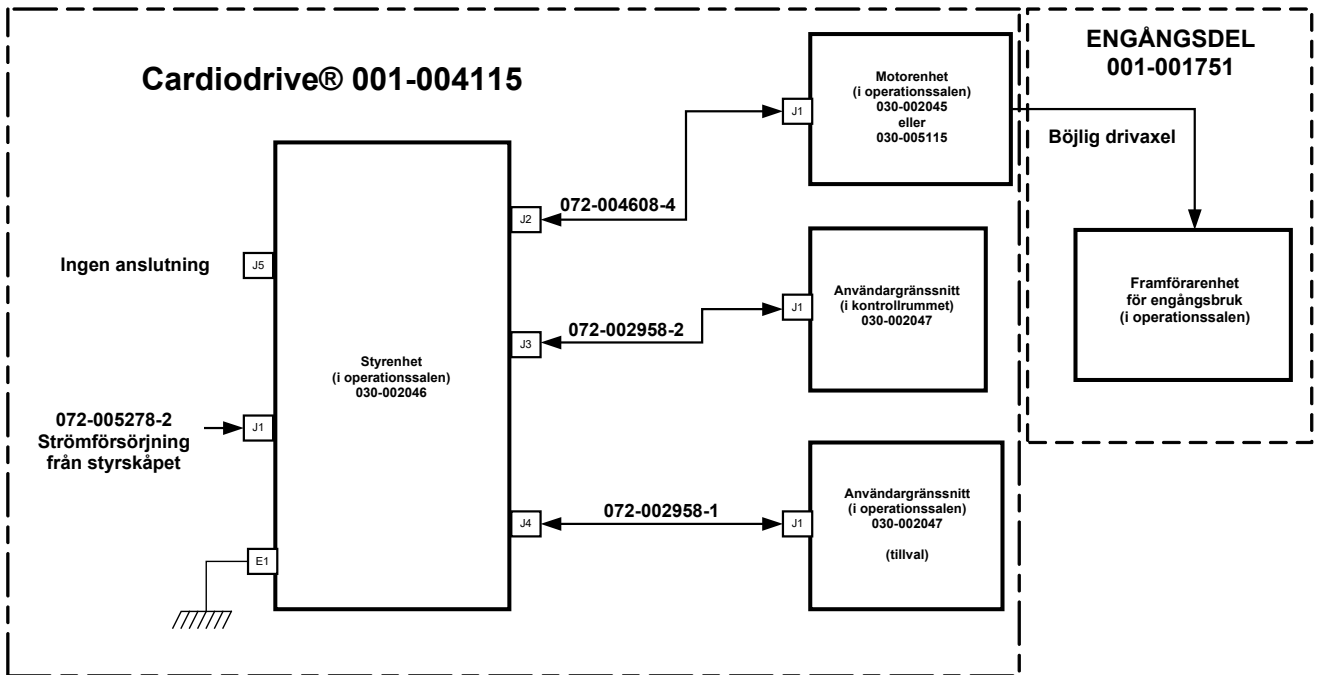 Cardiodrive® 001-004115
ENGÅNGSDEL
001-001751
Motorenhet
(i operationssalen)
030-002045
eller
030-005115
J1
Böjlig drivaxel
072-004608-4
J2
Ingen anslutning
J5
Användargränssnitt
(i kontrollrummet)
030-002047
J1
Framförarenhet
för engångsbruk
(i operationssalen)
072-002958-2
J3
Styrenhet
(i operationssalen)
030-002046
072-005278-2
Strömförsörjning
från styrskåpet
J1
Användargränssnitt
(i operationssalen)
030-002047
(tillval)
J1
072-002958-1
J4
E1